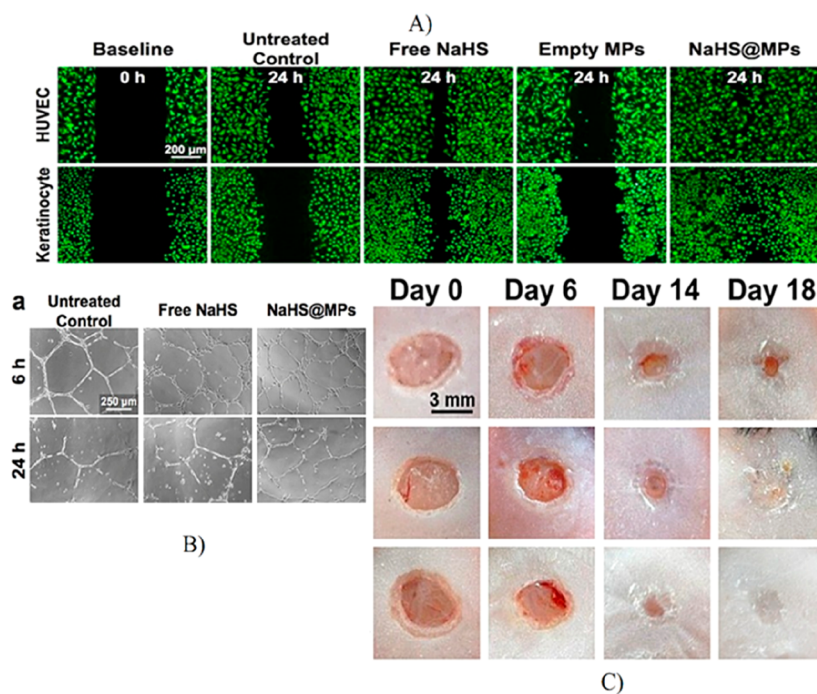 A)
Baseline
Untreated
Control
Free NaHS
Empty MPs
NaHS@MPs
HUVEC
0 h
24 h
24 h
24 h
24 h
200 µm
Keratinocyte
a
Untreated
Control
Free NaHS
NaHS@MPs
6 h
250 µm
24 h
B)
Day 0
Day 6
Day 14
Day 18
3 mm
C)